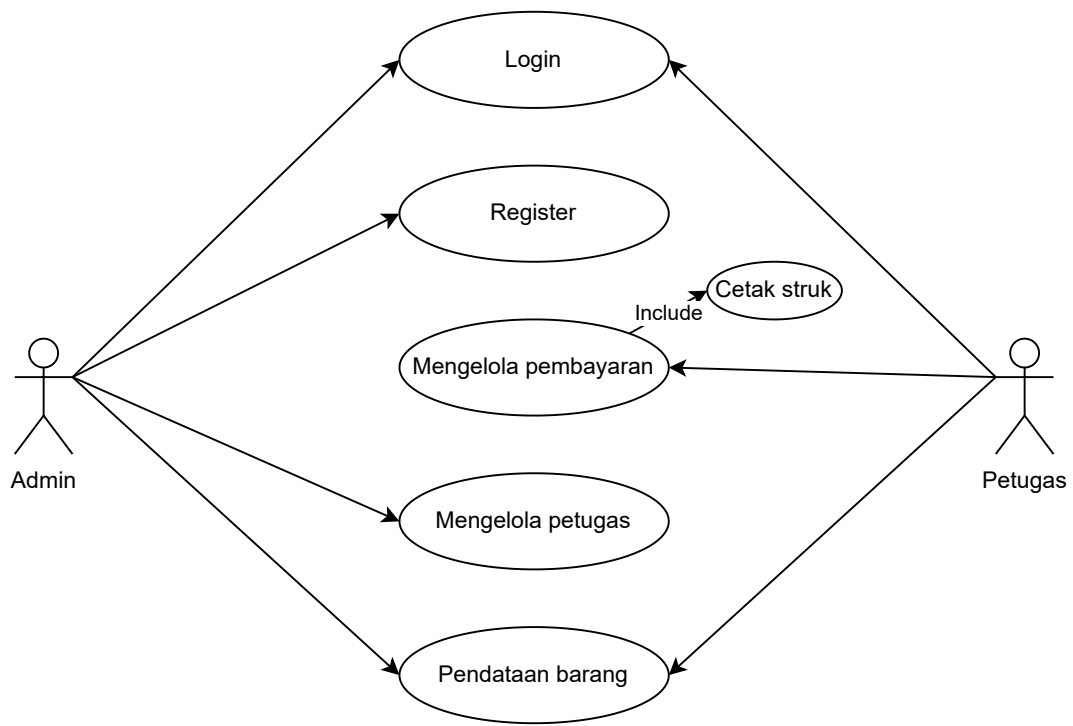 Login
Register
Cetak struk
Include
Mengelola pembayaran
Admin
Petugas
Mengelola petugas
Pendataan barang